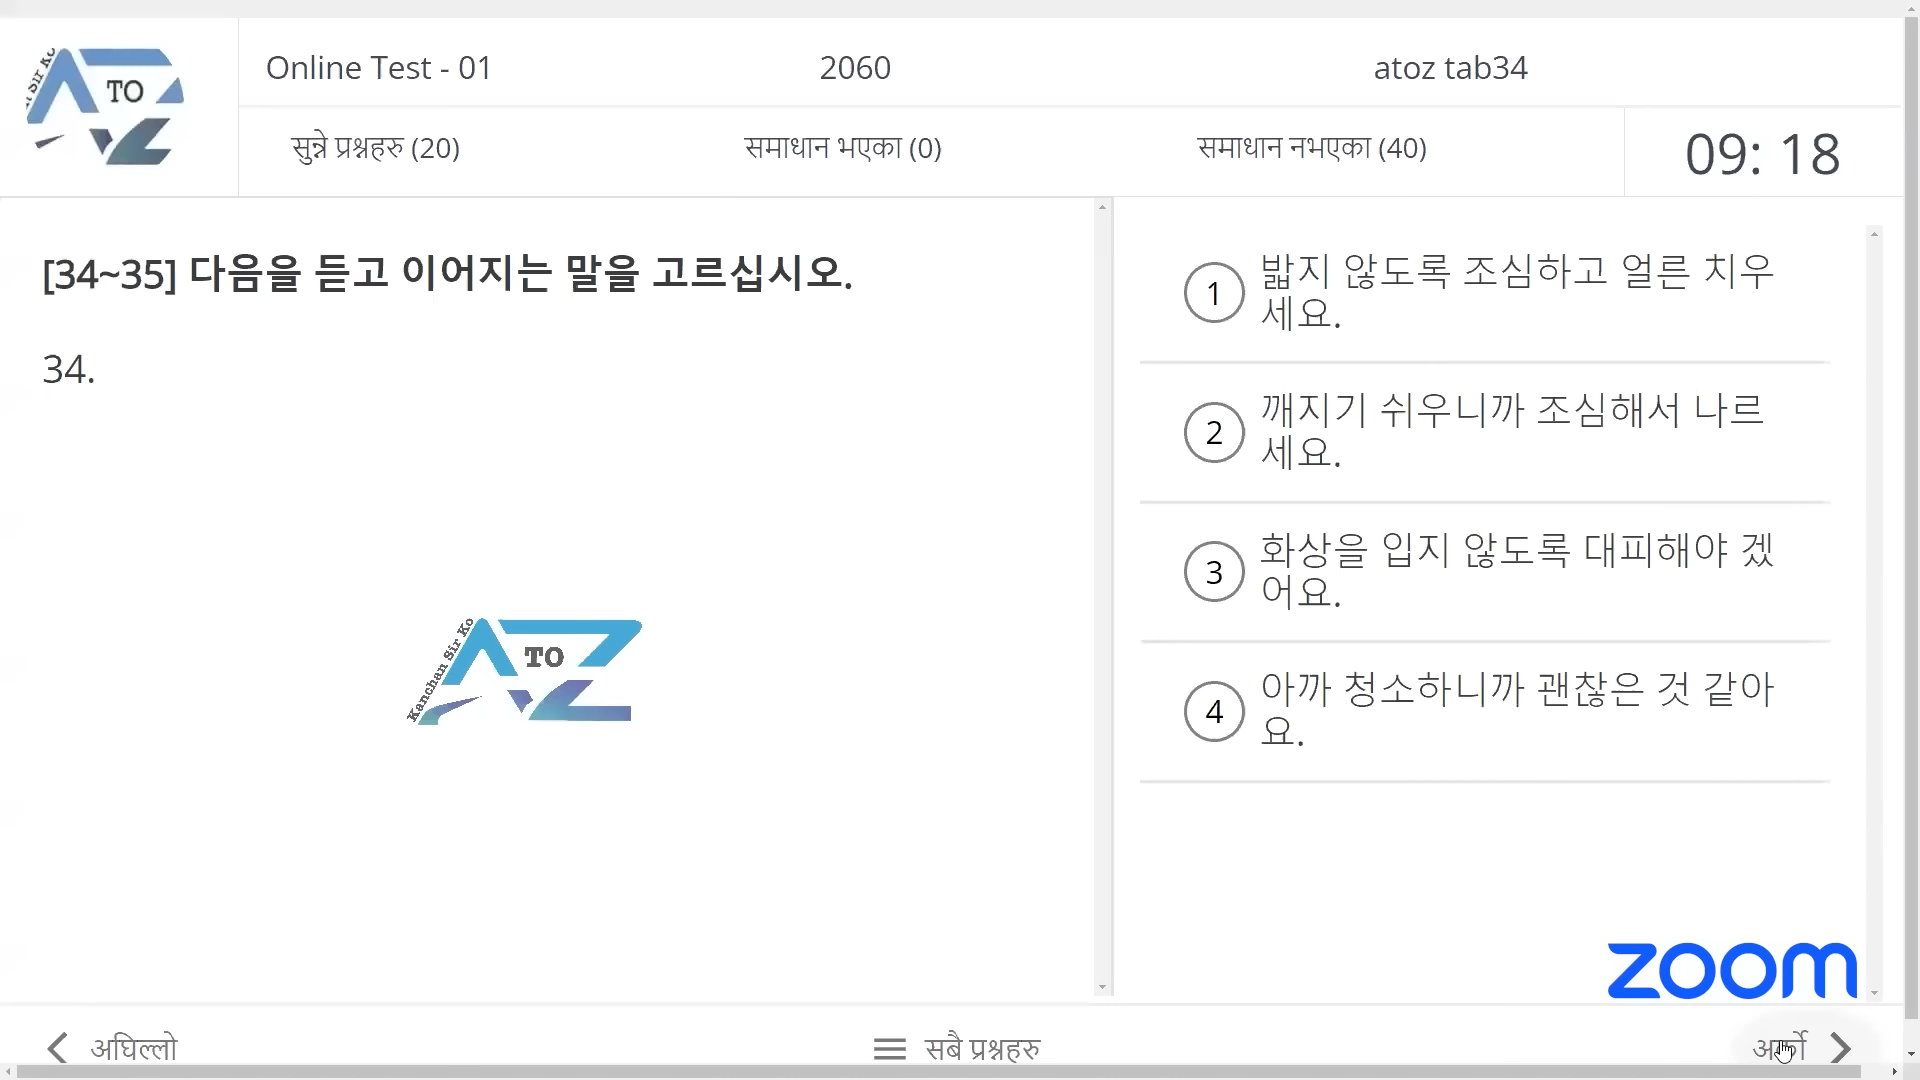 Sir Ko
TO
Online Test - 01
2060
atoz tab34
सुन्ने प्रश्नहरु (20)
समाधान भएका (0)
समाधान नभएका (40)
09: 18
[34~35] 다음을 듣고 이어지는 말을 고르십시오.
34.
Kanchan Sir Ko
TO
1
밟지 않도록 조심하고 얼른 치우
세요.
2
깨지기 쉬우니까 조심해서 나르
세요.
3
화상을 입지 않도록 대피해야 겠
어요.
4
아까 청소하니까 괜찮은 것 같아
요.
zoom
अघिल्लो
सबै प्रश्नहरु
अर्को